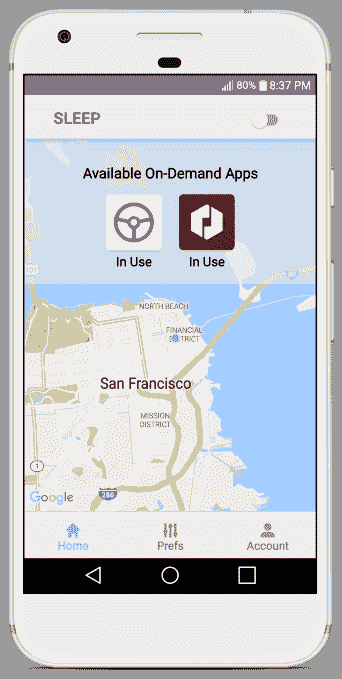 80% 8:37 PM
SLEEP
Available On-Demand Apps
In Use In Use
NORTH BEACH
FINANCIAL
DISTRICT
San Francisco
MISSION
DISTRICT
1
280
Google
Home Prefs Account